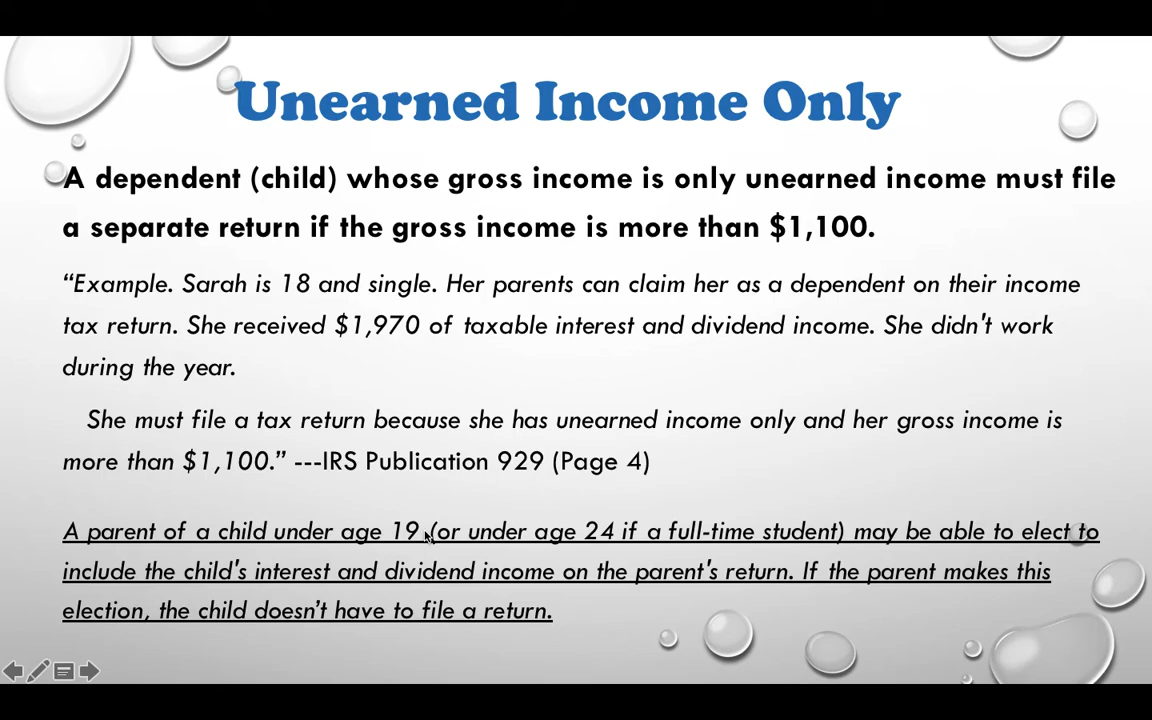 Unearned Income Only
A dependent (child) whose gross income is only unearned income must file
a separate return if the gross income is more than $1,100.
“Example. Sarah is 18 and single. Her parents can claim her as a dependent on their income
tax return. She received $1,970 of taxable interest and dividend income. She didn't work
during the year.
She must file a tax return because she has unearned income only and her gross income is
more than $1,100.” ---IRS Publication 929 (Page 4)
A parent of a child under age 19 (or under age 24 if a full-time student) may be able to elect to
include the child's interest and dividend income on the parent's return. If the parent makes this
election, the child doesn’t have to file a return.